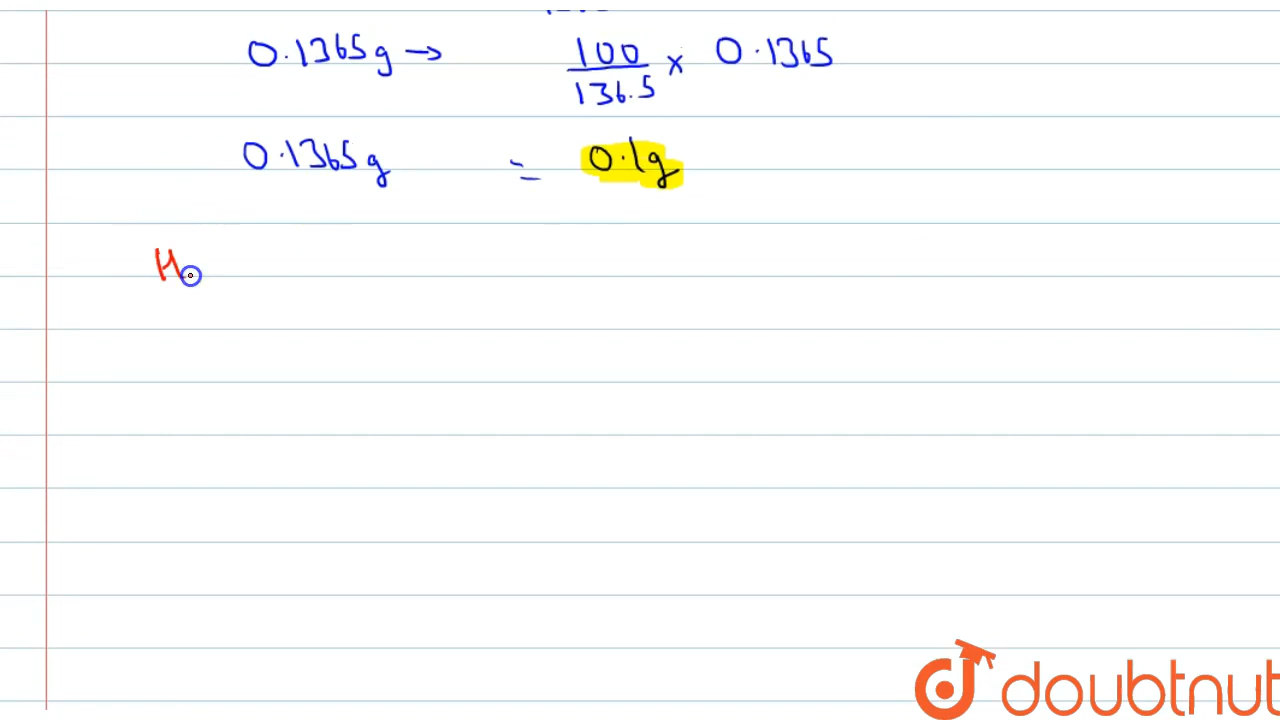 0.1365g → 100/136.5 × 0.1365
0.1365g = 0.1g
H
doubtnut